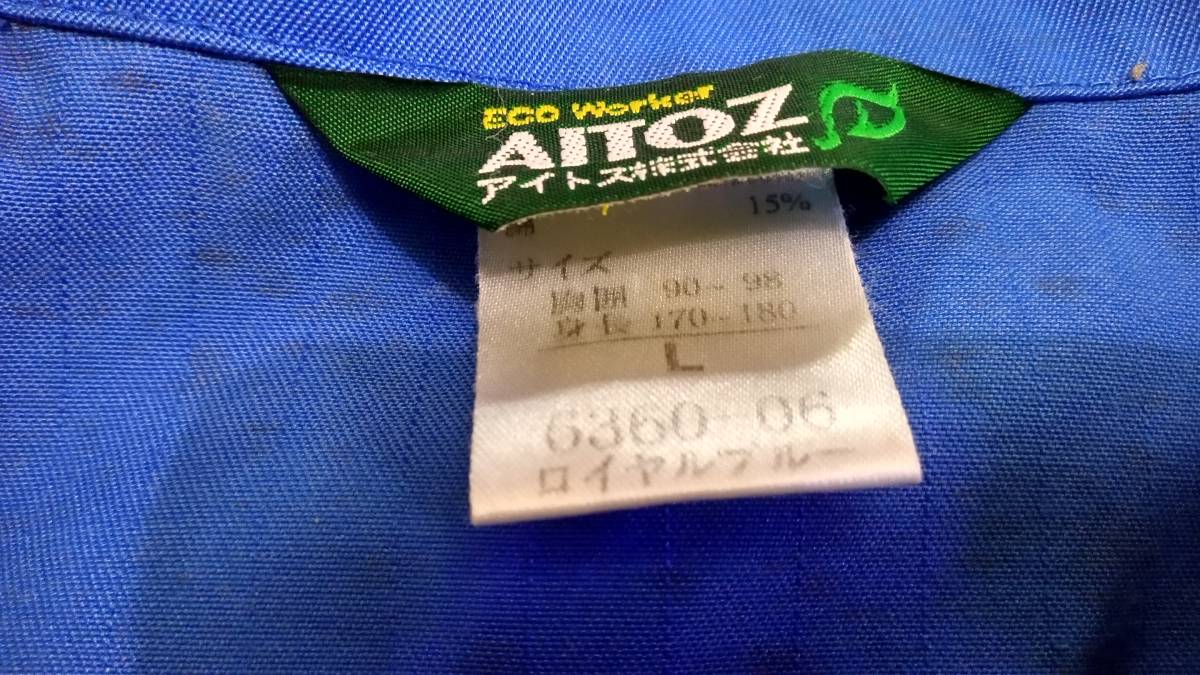 ECO Worker
AITOZ
アイトス株式会社
綿 15%
サイズ
胸囲 90~98
身長 170~180
L
6360-06
ロイヤルブルー